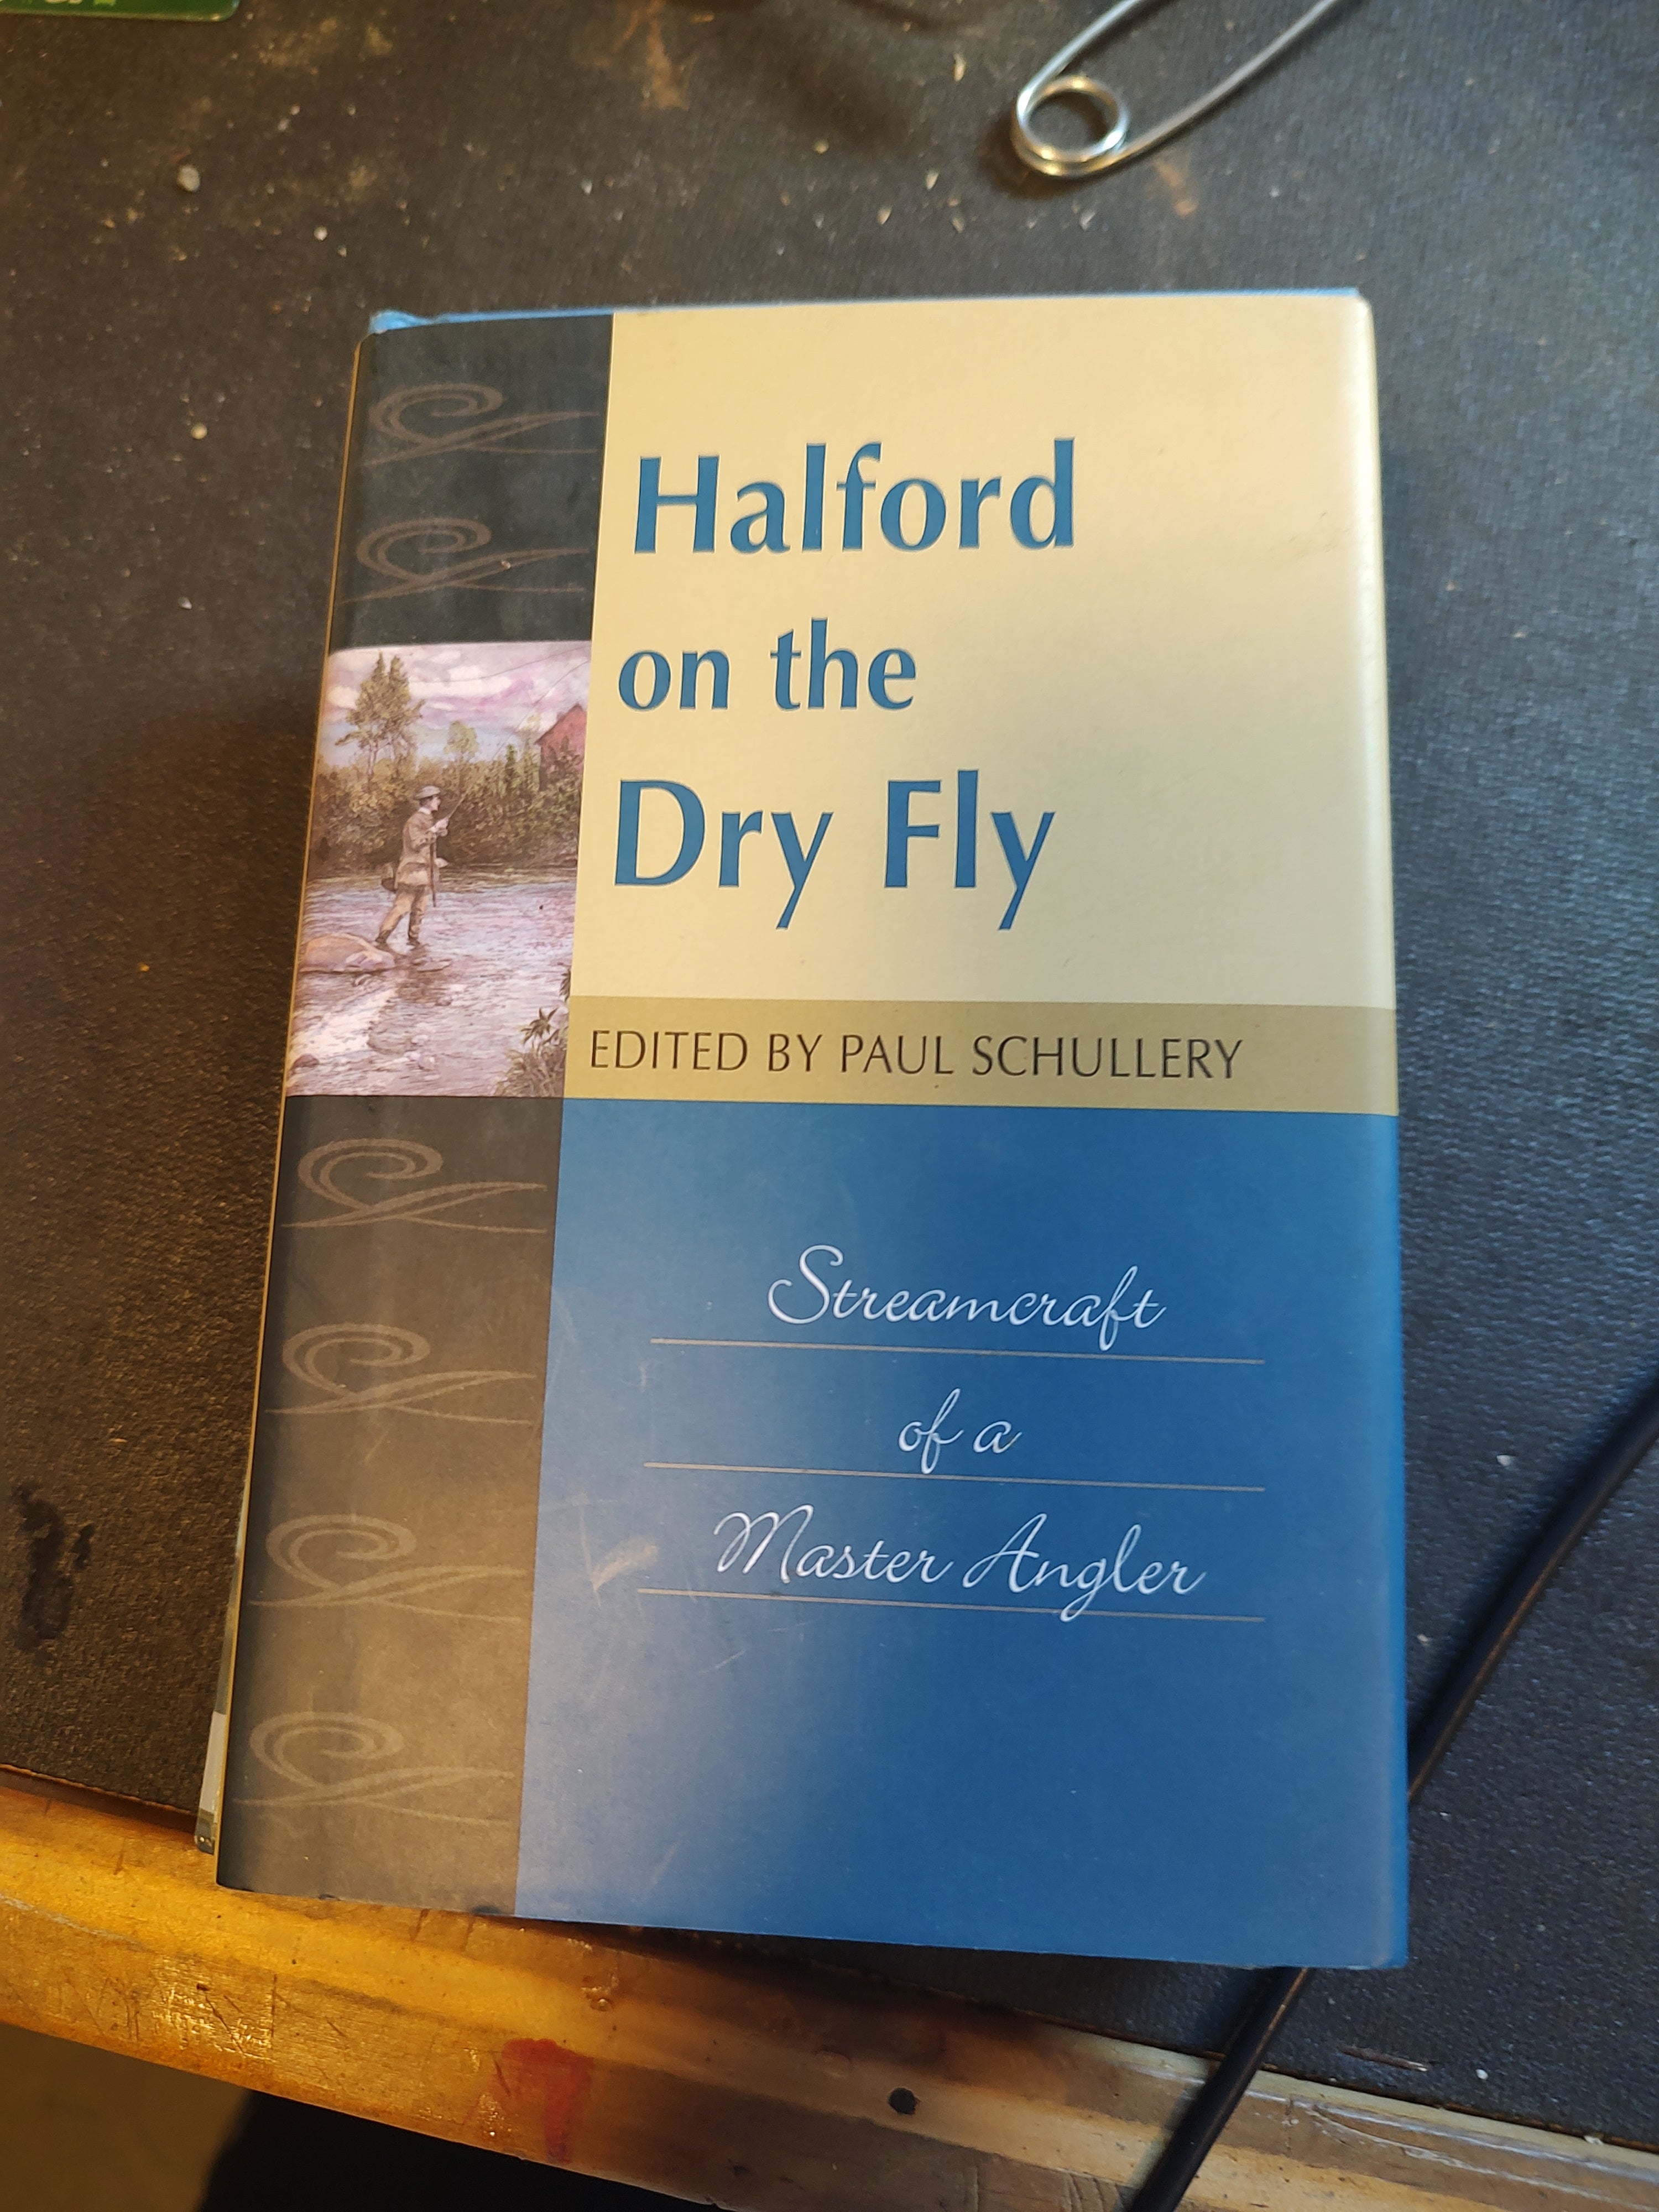 Halford
on the
Dry Fly
EDITED BY PAUL SCHULLERY
Streamcraft
of a
Master Angler